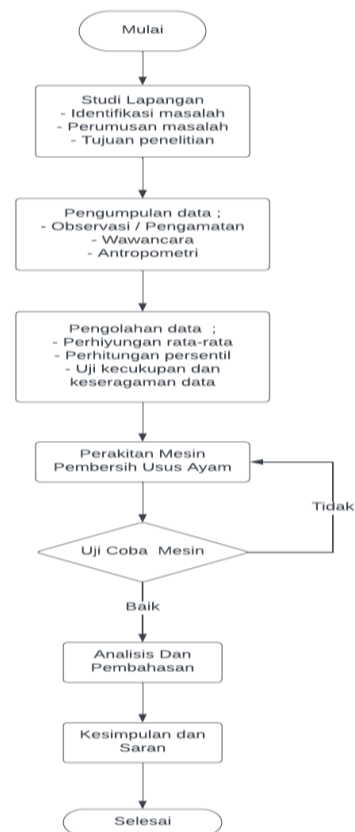 Mulai
Studi Lapangan
- Identifikasi masalah
- Perumusan masalah
- Tujuan penelitian
Pengumpulan data ;
- Observasi / Pengamatan
- Wawancara
- Antropometri
Pengolahan data ;
- Perhiyungan rata-rata
- Perhitungan persentil
- Uji kecukupan dan
keseragaman data
Perakitan Mesin
Pembersih Usus Ayam
Tidak
Uji Coba Mesin
Baik
Analisis Dan
Pembahasan
Kesimpulan dan
Saran
Selesai